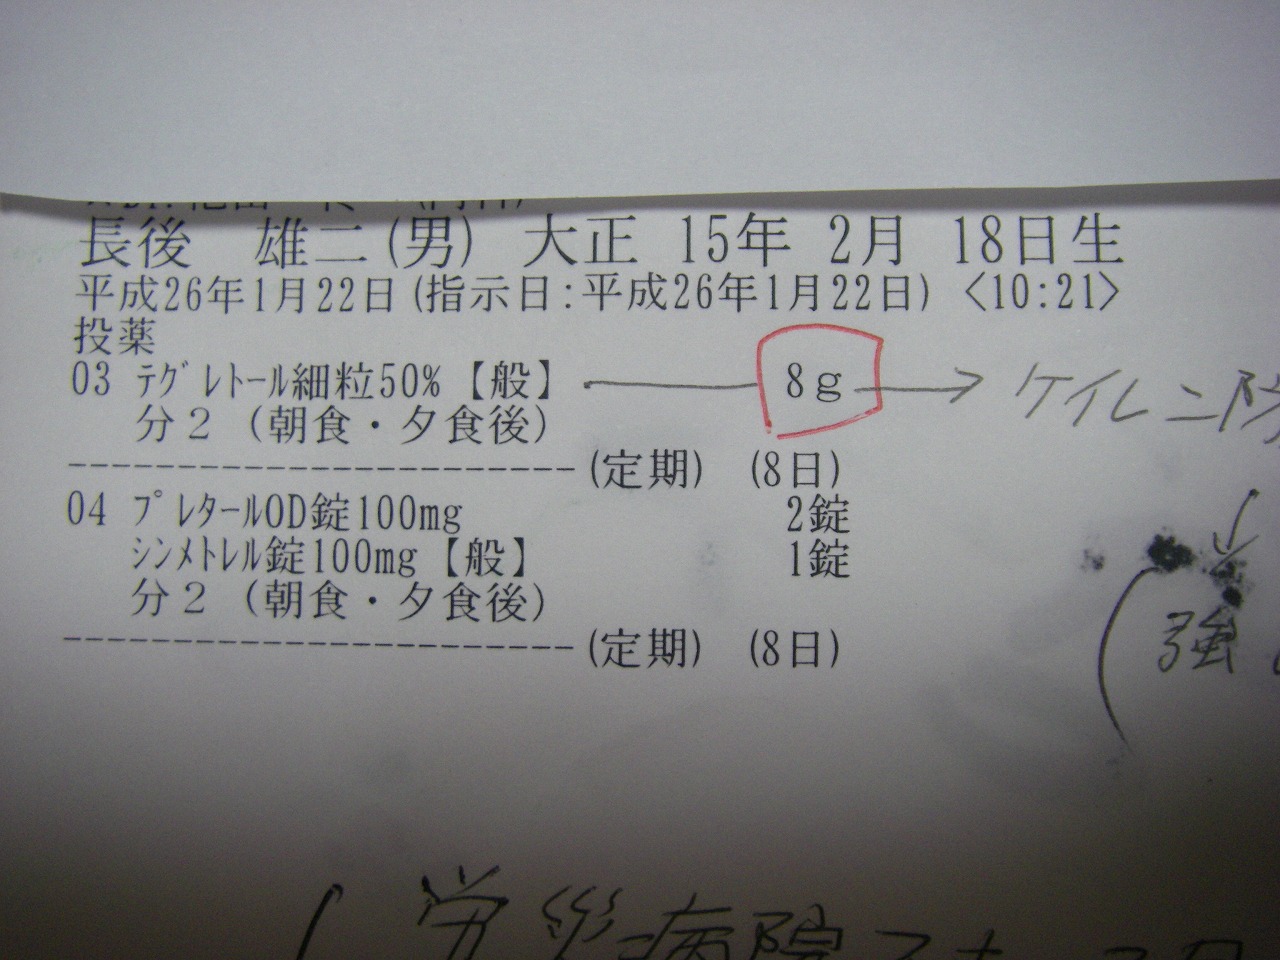 長後 雄二(男) 大正 15年 2月 18日生
平成26年1月22日(指示日:平成26年1月22日) <10:21>
投薬
03 ﾃｸﾞﾚﾄｰﾙ細粒50%【般】 8g → ケイレン防
分2(朝食・夕食後)
------------------------(定期) (8日)
04 ﾌﾟﾚﾀｰﾙOD錠100mg 2錠
ｼﾝﾒﾄﾚﾙ錠100mg【般】 1錠
分2(朝食・夕食後)
------------------------(定期) (8日)
強
労災病院